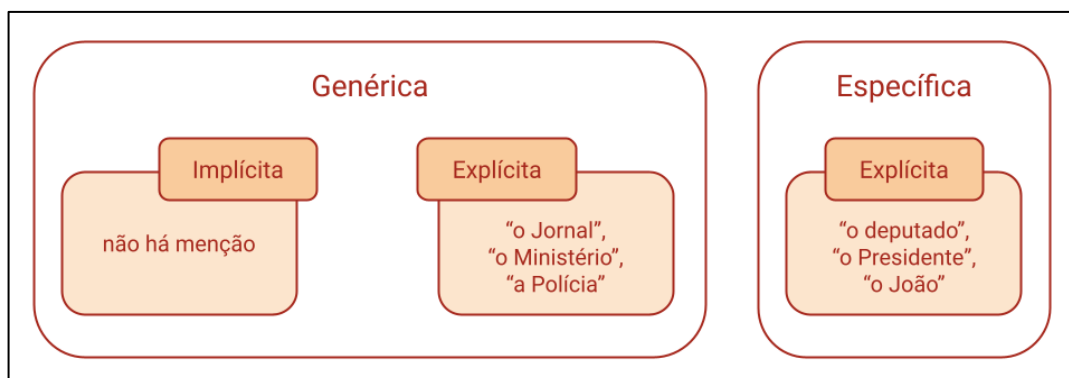 Genérica
Implícita
não há menção
Explícita
“o Jornal”,
“o Ministério”,
“a Polícia”
Específica
Explícita
“o deputado”,
“o Presidente”,
“o João”